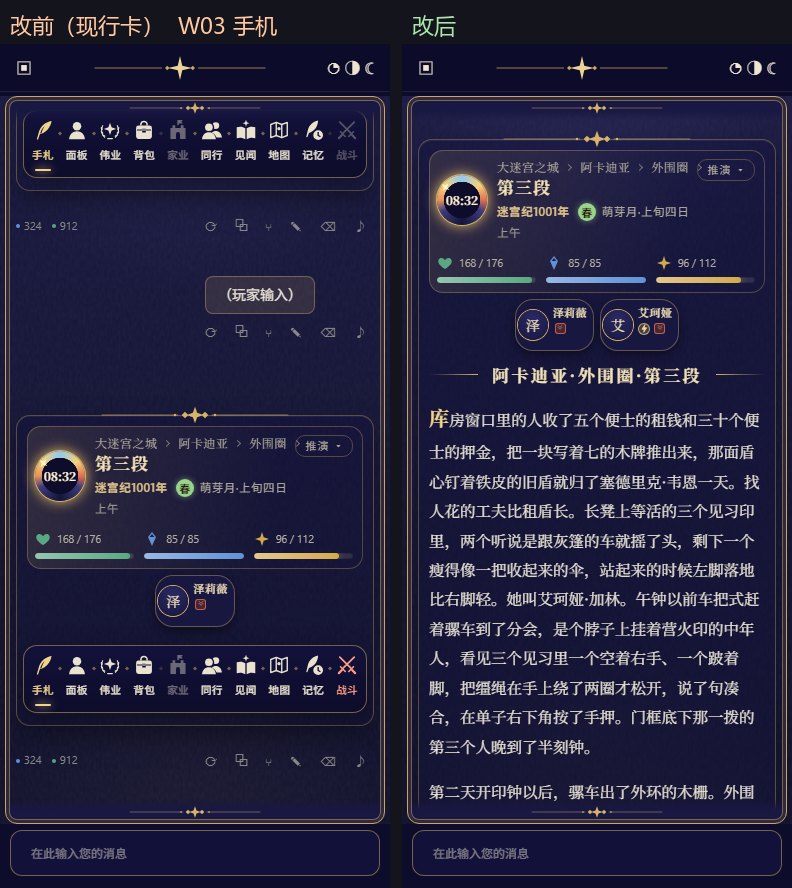 改前（现行卡） W03 手机
手札 面板 伟业 背包 家业 同行 见闻 地图 记忆 战斗
324 912
（玩家输入）
大迷宫之城 › 阿卡迪亚 › 外围圈 › 推演
08:32
第三段
迷宫纪1001年 春 萌芽月·上旬四日
上午
168 / 176 85 / 85 96 / 112
泽 泽莉薇
手札 面板 伟业 背包 家业 同行 见闻 地图 记忆 战斗
324 912
在此输入您的消息
改后
大迷宫之城 › 阿卡迪亚 › 外围圈 › 推演
08:32
第三段
迷宫纪1001年 春 萌芽月·上旬四日
上午
168 / 176 85 / 85 96 / 112
泽 泽莉薇 艾 艾珂娅
阿卡迪亚·外围圈·第三段
库房窗口里的人收了五个便士的租钱和三十个便
士的押金，把一块写着七的木牌推出来，那面盾
心钉着铁皮的旧盾就归了塞德里克·韦恩一天。找
人花的工夫比租盾长。长凳上等活的三个见习印
里，两个听说是跟灰篷的车就摇了头，剩下一个
瘦得像一把收起来的伞，站起来的时候左脚落地
比右脚轻。她叫艾珂娅·加林。午钟以前车把式赶
着骡车到了分会，是个脖子上挂着营火印的中年
人，看见三个见习里一个空着右手、一个跛着
脚，把缰绳在手上绕了两圈才松开，说了句凑
合，在单子右下角按了手押。门框底下那一拨的
第三个人晚到了半刻钟。
第二天开印钟以后，骡车出了外环的木栅。外围
在此输入您的消息